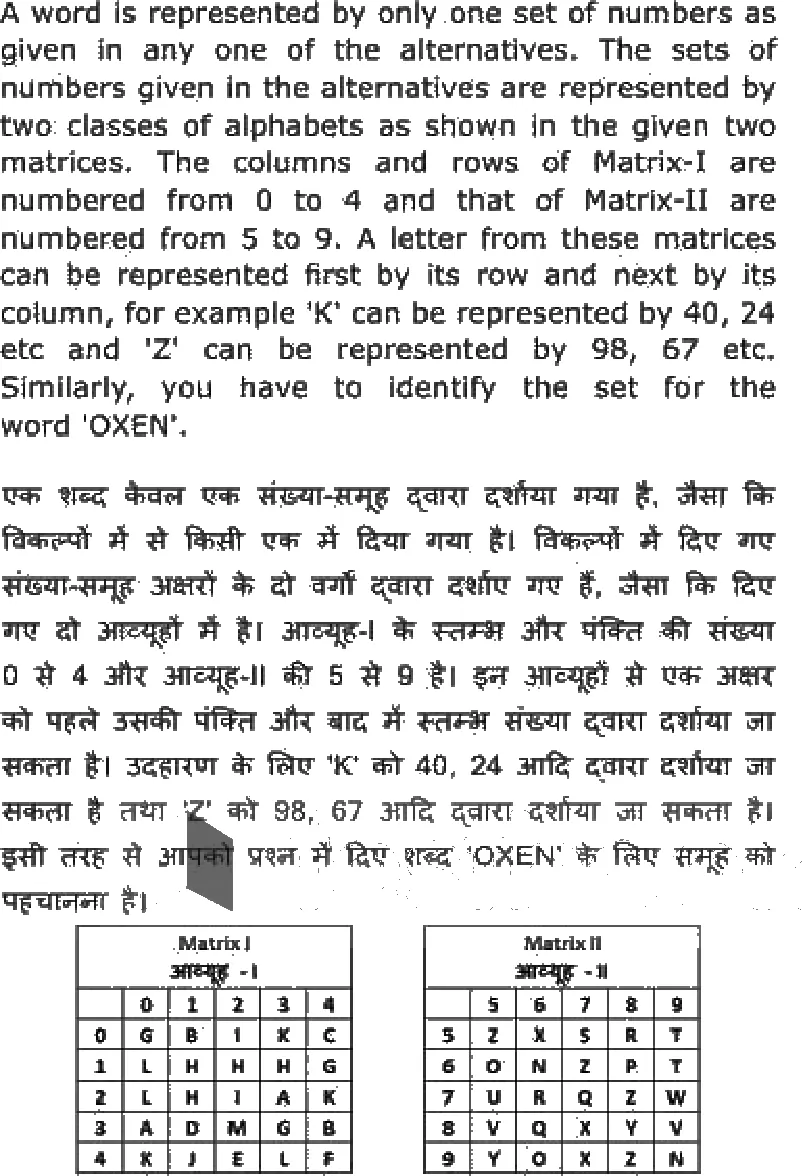 A word is represented by only one set of numbers as
given in any one of the alternatives. The sets of
numbers given in the alternatives are represented by
two classes of alphabets as shown in the given two
matrices. The columns and rows of Matrix-I are
numbered from 0 to 4 and that of Matrix-II are
numbered from 5 to 9. A letter from these matrices
can be represented first by its row and next by its
column, for example 'K' can be represented by 40, 24
etc and 'Z' can be represented by 98, 67 etc.
Similarly, you have to identify the set for the
word 'OXEN'.
एक शब्द केवल एक संख्या-समूह द्वारा दर्शाया गया है, जैसा कि
विकल्पों में से किसी एक में दिया गया है। विकल्पों में दिए गए
संख्या-समूह अक्षरों के दो वर्गों द्वारा दर्शाए गए हैं, जैसा कि दिए
गए दो आव्यूहों में है। आव्यूह-I के स्तम्भ और पंक्ति की संख्या
0 से 4 और आव्यूह-II की 5 से 9 है। इन आव्यूहों से एक अक्षर
को पहले उसकी पंक्ति और बाद में स्तम्भ संख्या द्वारा दर्शाया जा
सकता है। उदहारण के लिए 'K' को 40, 24 आदि द्वारा दर्शाया जा
सकता है तथा 'Z' को 98, 67 आदि द्वारा दर्शाया जा सकता है।
इसी तरह से आपको प्रश्न में दिए शब्द 'OXEN' के लिए समूह को
पहचानना है।
Matrix I
आव्यूह - I
0 1 2 3 4
0 G B I K C
1 L H H H G
2 L H I A K
3 A D M G B
4 K J E L F
Matrix II
आव्यूह - II
5 6 7 8 9
5 Z X S R T
6 O N Z P T
7 U R Q Z W
8 V Q X Y V
9 Y O X Z N